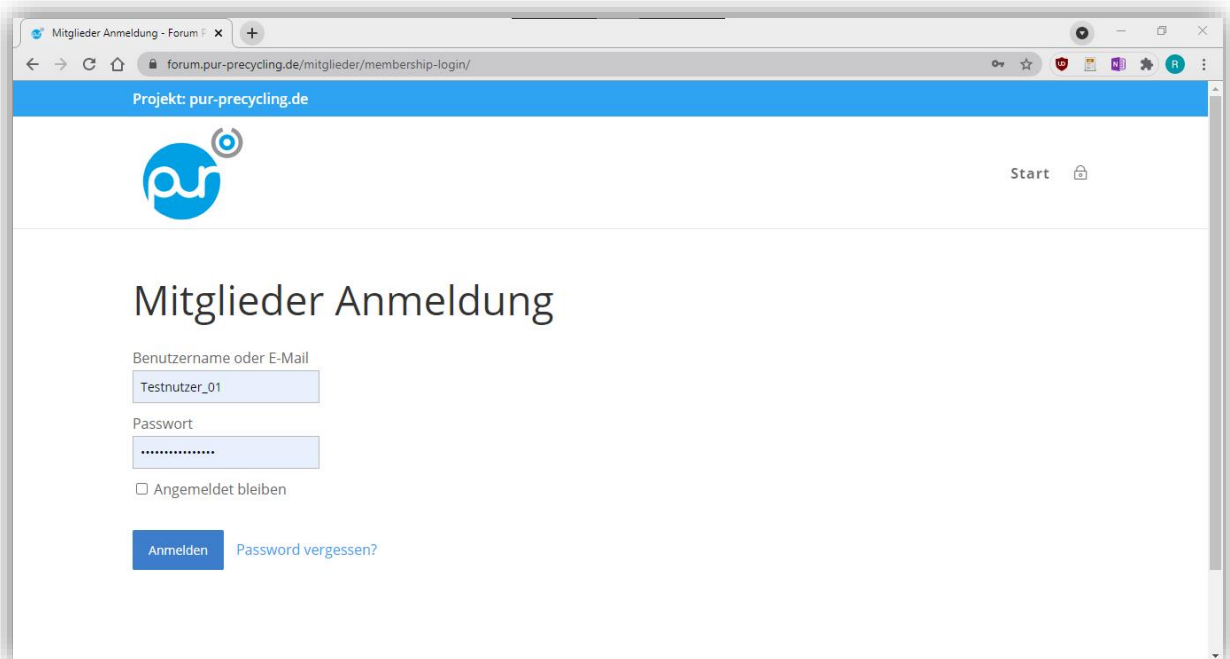 Mitglieder Anmeldung - Forum P
forum.pur-precycling.de/mitglieder/membership-login/
R
Projekt: pur-precycling.de
pur
Start
Mitglieder Anmeldung
Benutzername oder E-Mail
Testnutzer_01
Passwort
••••••••••••••••
Angemeldet bleiben
Anmelden Password vergessen?